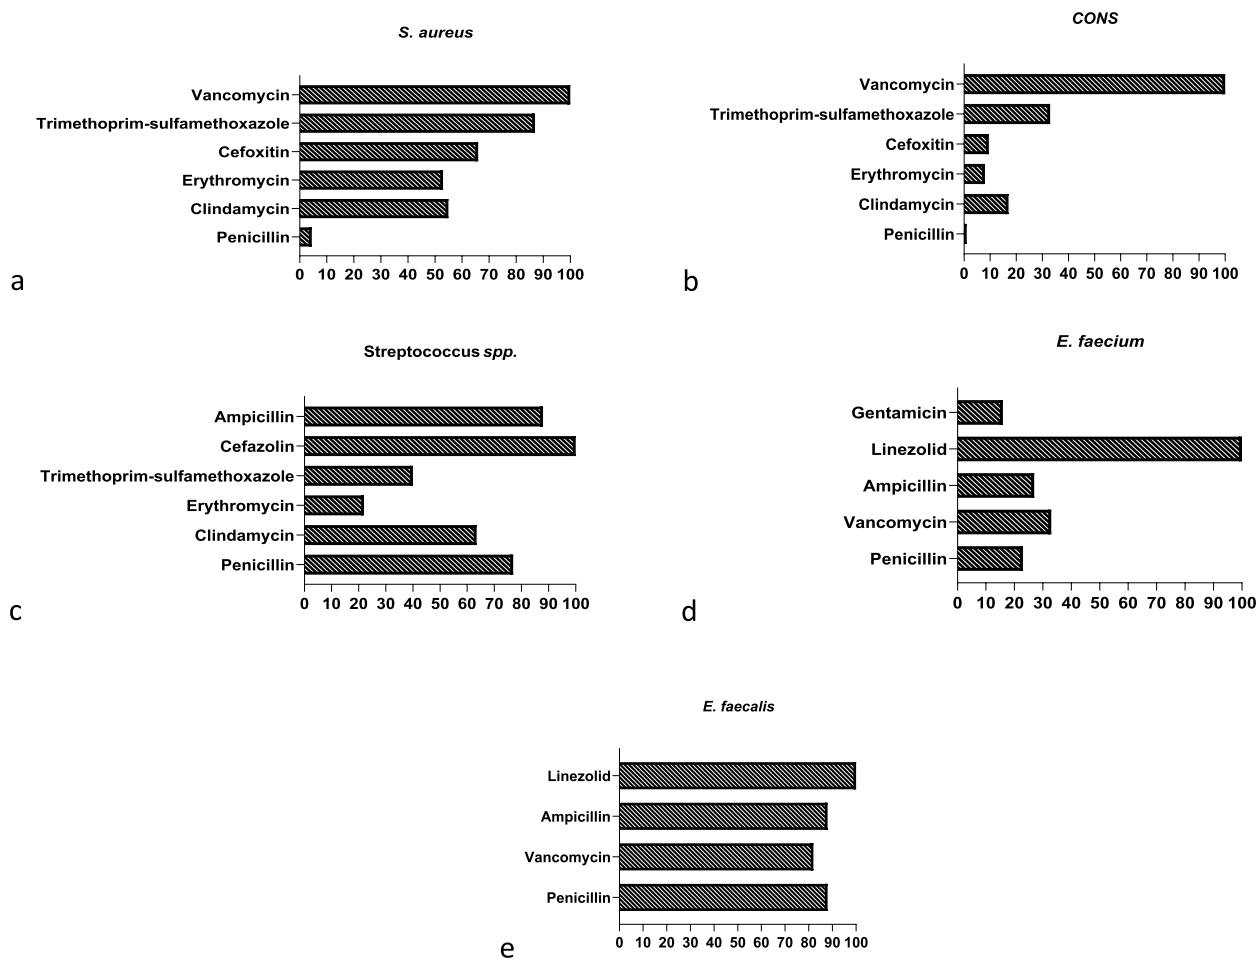 S. aureus
Vancomycin
Trimethoprim-sulfamethoxazole
Cefoxitin
Erythromycin
Clindamycin
Penicillin
0 10 20 30 40 50 60 70 80 90 100
a
CONS
Vancomycin
Trimethoprim-sulfamethoxazole
Cefoxitin
Erythromycin
Clindamycin
Penicillin
0 10 20 30 40 50 60 70 80 90 100
b
Streptococcus spp.
Ampicillin
Cefazolin
Trimethoprim-sulfamethoxazole
Erythromycin
Clindamycin
Penicillin
0 10 20 30 40 50 60 70 80 90 100
c
E. faecium
Gentamicin
Linezolid
Ampicillin
Vancomycin
Penicillin
0 10 20 30 40 50 60 70 80 90 100
d
E. faecalis
Linezolid
Ampicillin
Vancomycin
Penicillin
0 10 20 30 40 50 60 70 80 90 100
e